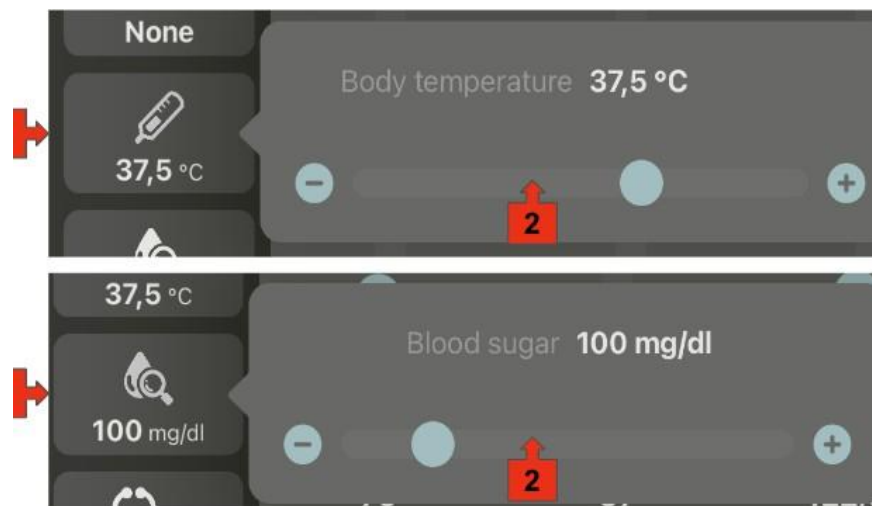 None
Body temperature 37,5 °C
37,5 °C
2
37,5 °C
Blood sugar 100 mg/dl
100 mg/dl
2